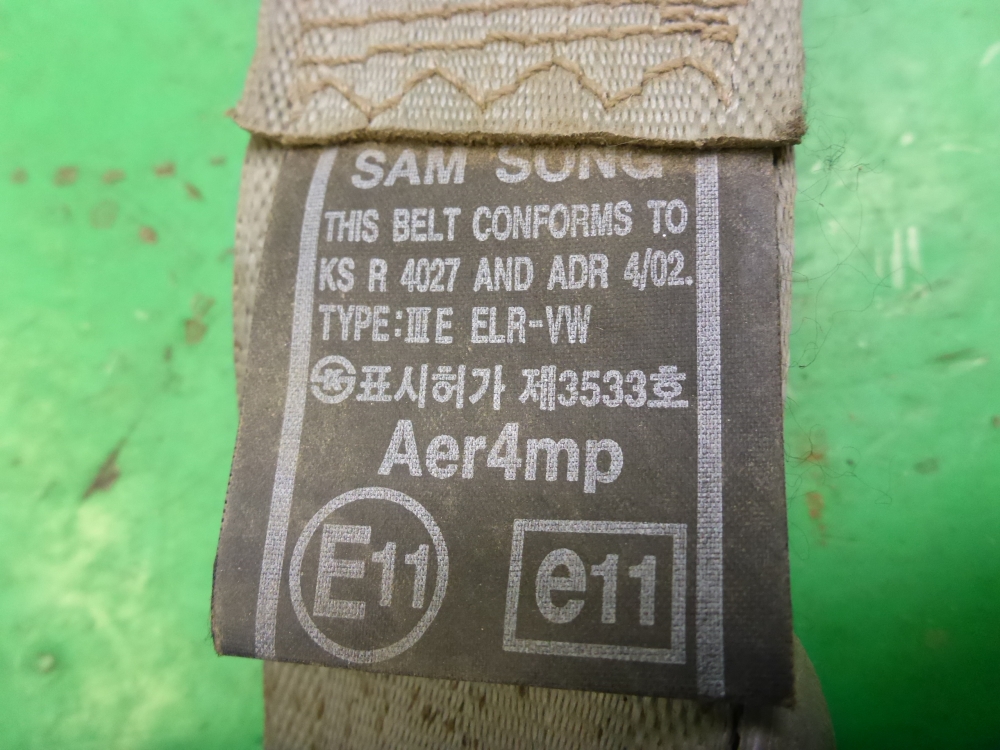 SAM SUNG
THIS BELT CONFORMS TO
KS R 4027 AND ADR 4/02.
TYPE:ⅢE ELR-VW
㉿표시허가 제3533호
Aer4mp
E11
e11